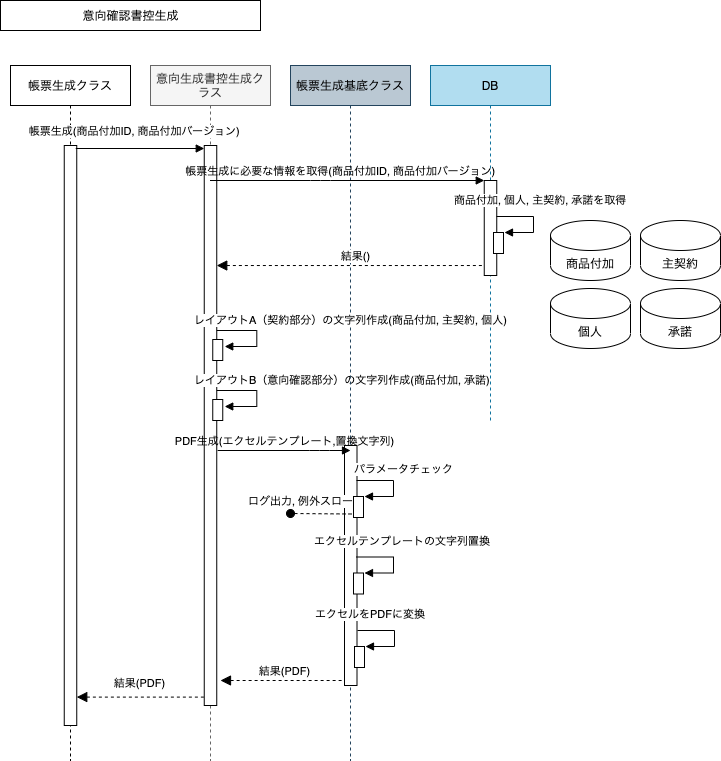 意向確認書控生成
帳票生成クラス
意向生成書控生成ク
ラス
帳票生成基底クラス
DB
帳票生成(商品付加ID, 商品付加バージョン)
帳票生成に必要な情報を取得(商品付加ID, 商品付加バージョン)
商品付加, 個人, 主契約, 承諾を取得
商品付加
主契約
結果()
個人
承諾
レイアウトA（契約部分）の文字列作成(商品付加, 主契約, 個人)
レイアウトB（意向確認部分）の文字列作成(商品付加, 承諾)
PDF生成(エクセルテンプレート,置換文字列)
パラメータチェック
ログ出力, 例外スロー
エクセルテンプレートの文字列置換
エクセルをPDFに変換
結果(PDF)
結果(PDF)